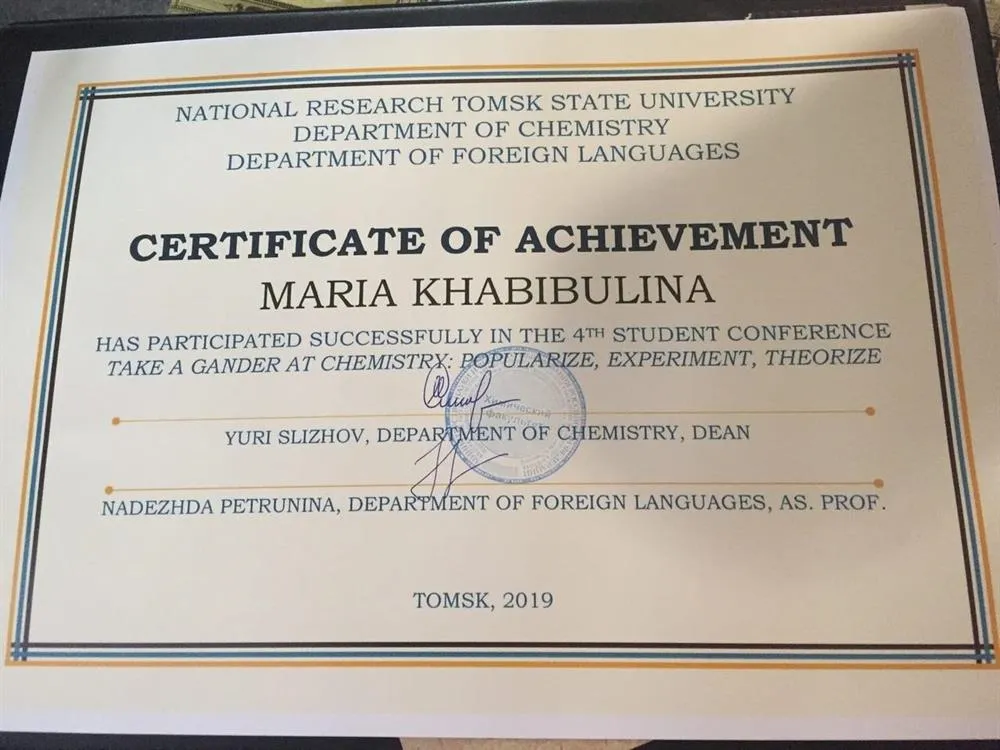 NATIONAL RESEARCH TOMSK STATE UNIVERSITY
DEPARTMENT OF CHEMISTRY
DEPARTMENT OF FOREIGN LANGUAGES
CERTIFICATE OF ACHIEVEMENT
MARIA KHABIBULINA
HAS PARTICIPATED SUCCESSFULLY IN THE 4TH STUDENT CONFERENCE
TAKE A GANDER AT CHEMISTRY: POPULARIZE, EXPERIMENT, THEORIZE
Химический
факультет
YURI SLIZHOV, DEPARTMENT OF CHEMISTRY, DEAN
NADEZHDA PETRUNINA, DEPARTMENT OF FOREIGN LANGUAGES, AS. PROF.
TOMSK, 2019